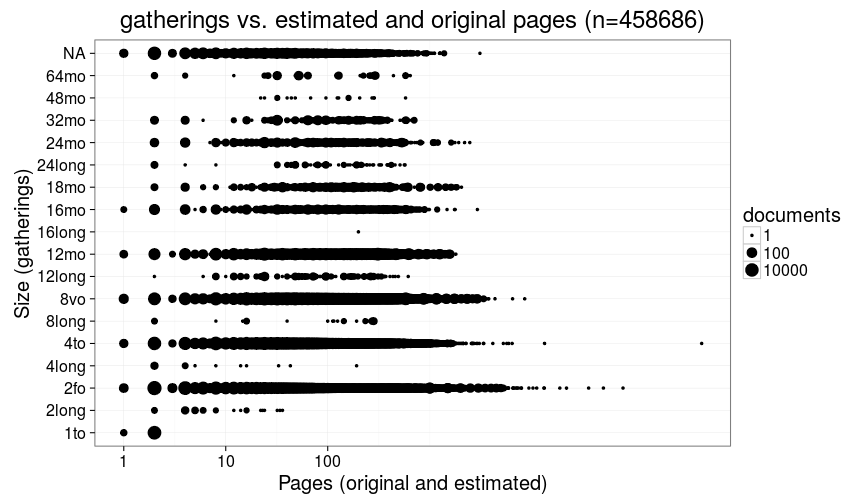 gatherings vs. estimated and original pages (n=458686)
Size (gatherings)
NA
64mo
48mo
32mo
24mo
24long
18mo
16mo
16long
12mo
12long
8vo
8long
4to
4long
2fo
2long
1to
1 10 100
Pages (original and estimated)
documents
1
100
10000